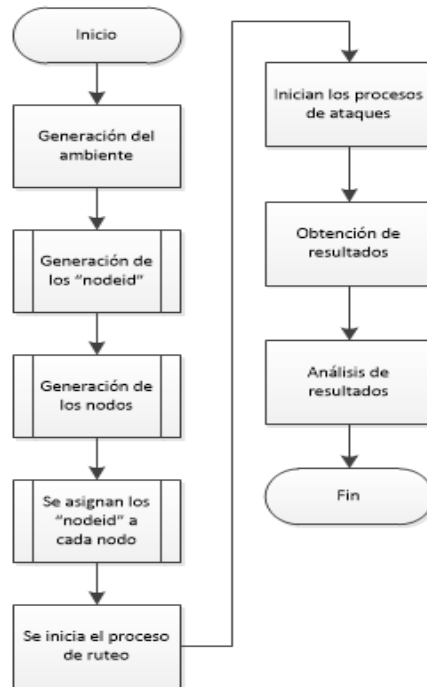 Inicio
Generación del
ambiente
Generación de
los “nodeid”
Generación de
los nodos
Se asignan los
“nodeid” a
cada nodo
Se inicia el proceso
de ruteo
Inician los procesos
de ataques
Obtención de
resultados
Análisis de
resultados
Fin